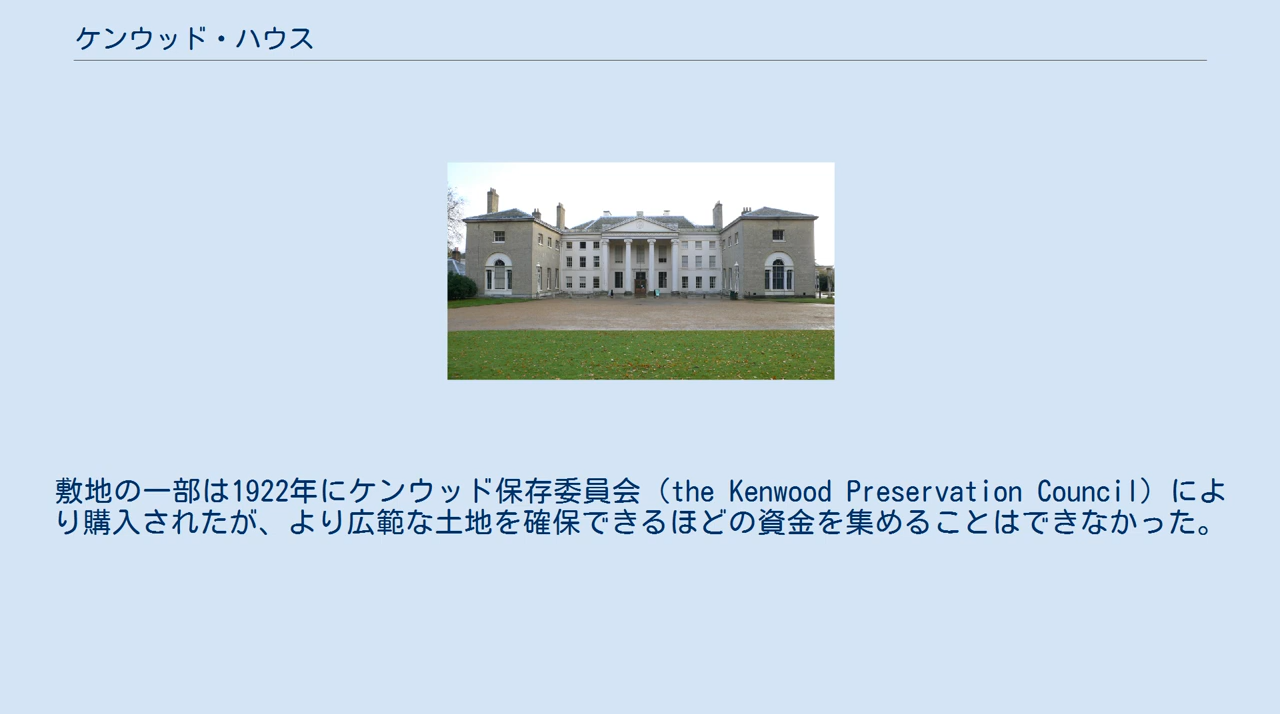 ケンウッド・ハウス
敷地の一部は1922年にケンウッド保存委員会（the Kenwood Preservation Council）によ
り購入されたが、より広範な土地を確保できるほどの資金を集めることはできなかった。